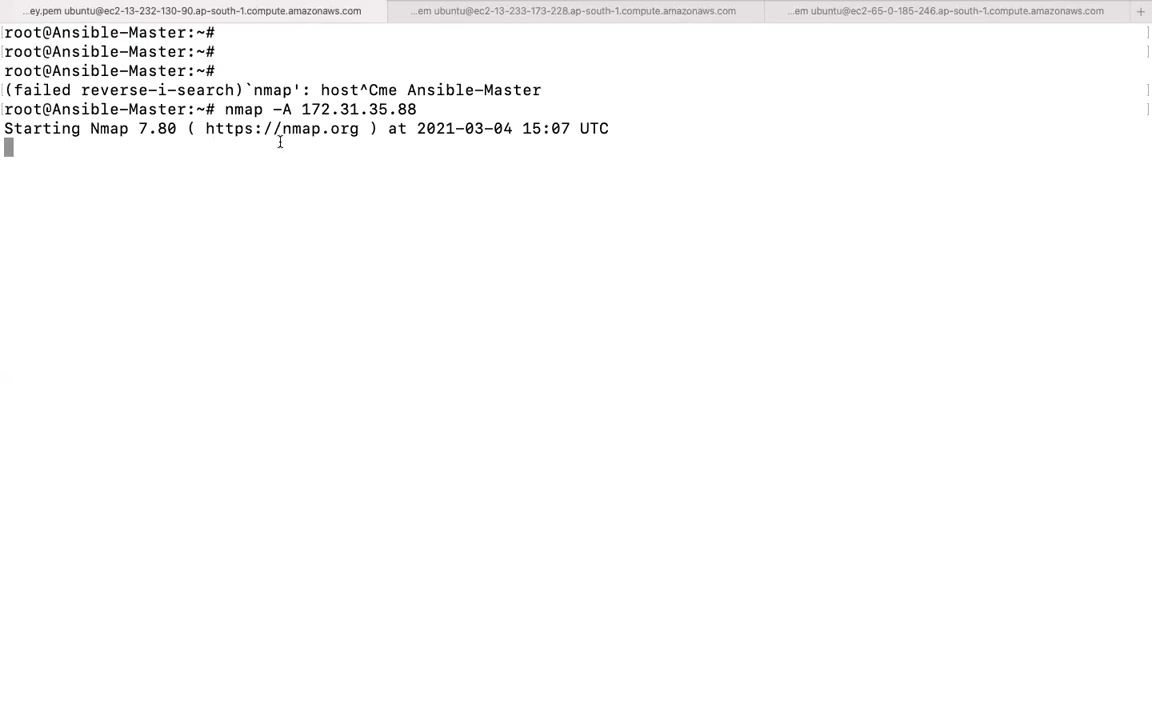 ...ey.pem ubuntu@ec2-13-232-130-90.ap-south-1.compute.amazonaws.com ...em ubuntu@ec2-13-233-173-228.ap-south-1.compute.amazonaws.com ...em ubuntu@ec2-65-0-185-246.ap-south-1.compute.amazonaws.com +
root@Ansible-Master:~#
root@Ansible-Master:~#
root@Ansible-Master:~#
(failed reverse-i-search)`nmap': host^Cme Ansible-Master
root@Ansible-Master:~# nmap -A 172.31.35.88
Starting Nmap 7.80 ( https://nmap.org ) at 2021-03-04 15:07 UTC